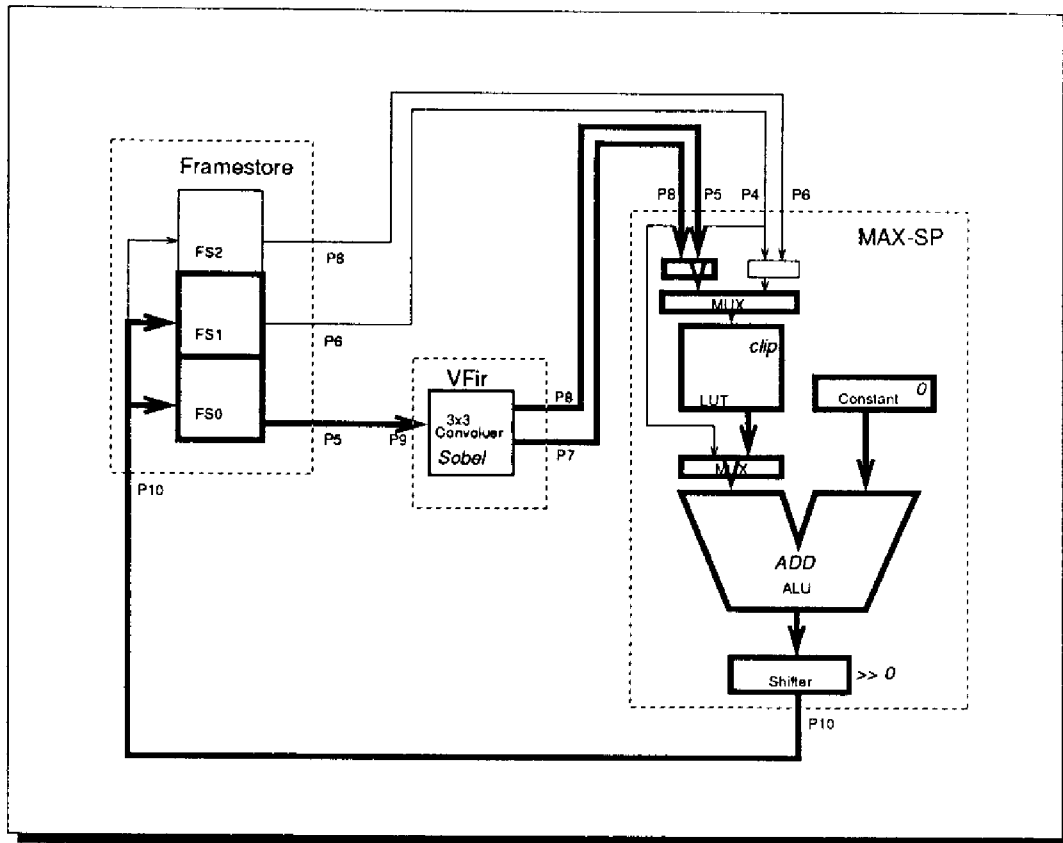 Framestore
FS2
P8
FS1
P6
FS0
P5
P9
P10
VFir
3x3
Convolver
Sobel
P8
P7
P8
P5
P4
P6
MAX-SP
MUX
clip
LUT
0
Constant
MUX
ADD
ALU
Shifter
>> 0
P10